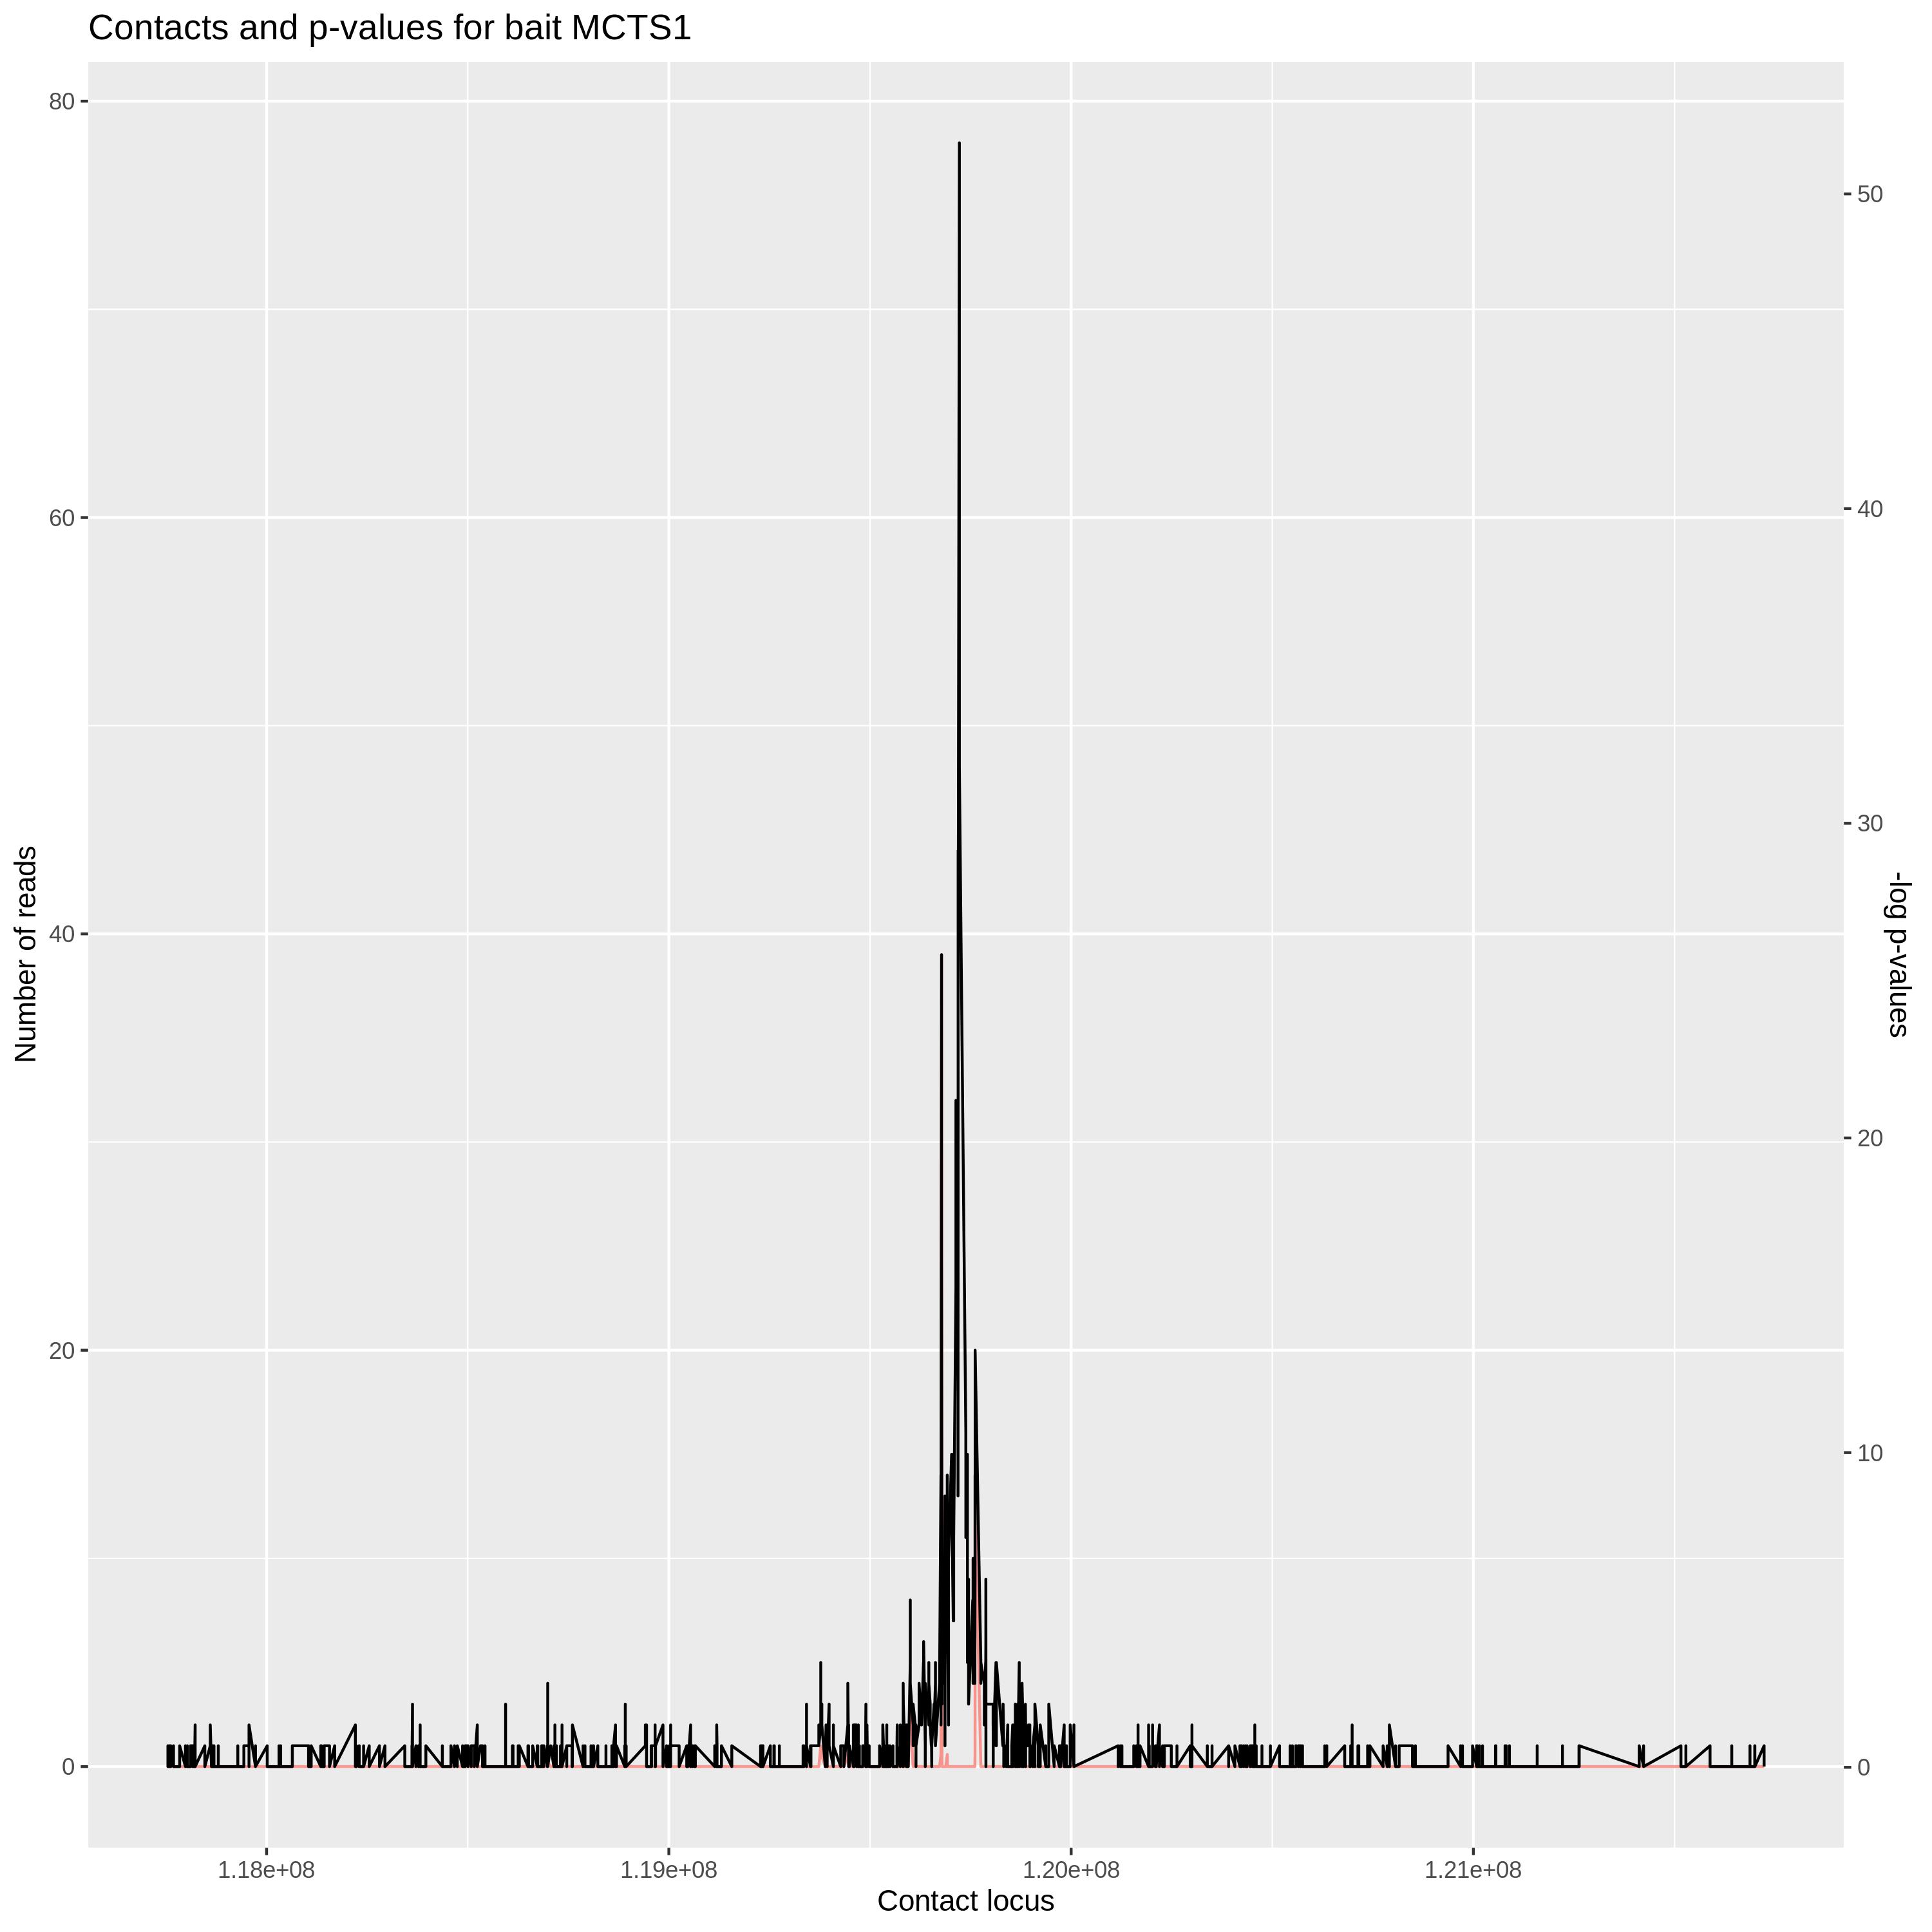 Contacts and p-values for bait MCTS1
80
60
40
20
0
Number of reads
50
40
30
20
10
0
-log p-values
1.18e+08
1.19e+08
1.20e+08
1.21e+08
Contact locus